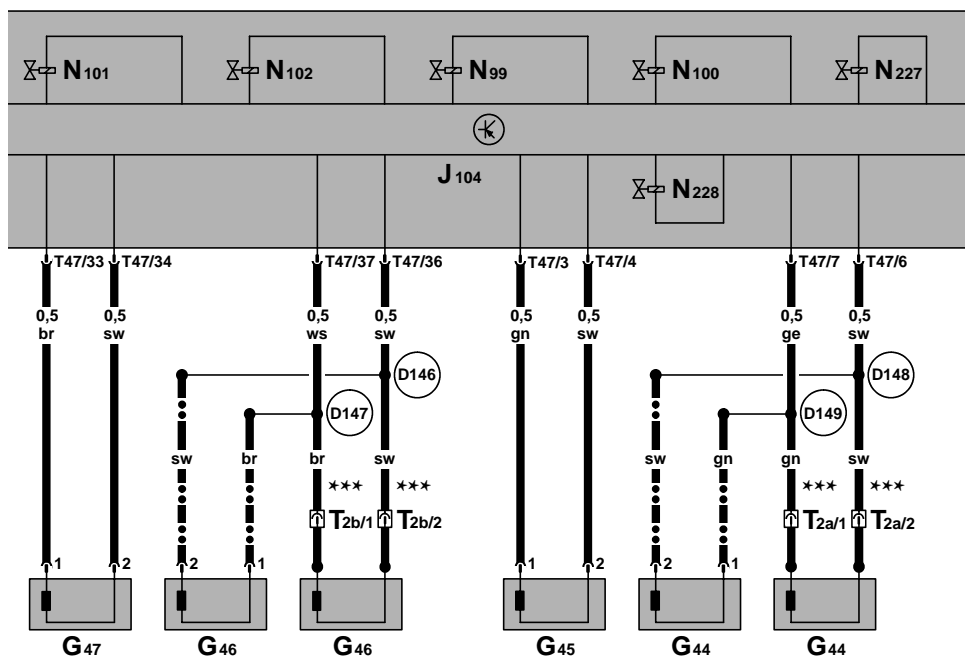 N101 N102 N99 N100 N227
J104 N228
T47/33 T47/34 T47/37 T47/36 T47/3 T47/4 T47/7 T47/6
0,5 0,5 0,5 0,5 0,5 0,5 0,5 0,5
br sw ws sw gn sw ge sw
D146 D148
D147 D149
sw br br sw sw gn gn sw
*** *** *** ***
T2b/1 T2b/2 T2a/1 T2a/2
1 2 2 1 1 2 2 1
G47 G46 G46 G45 G44 G44